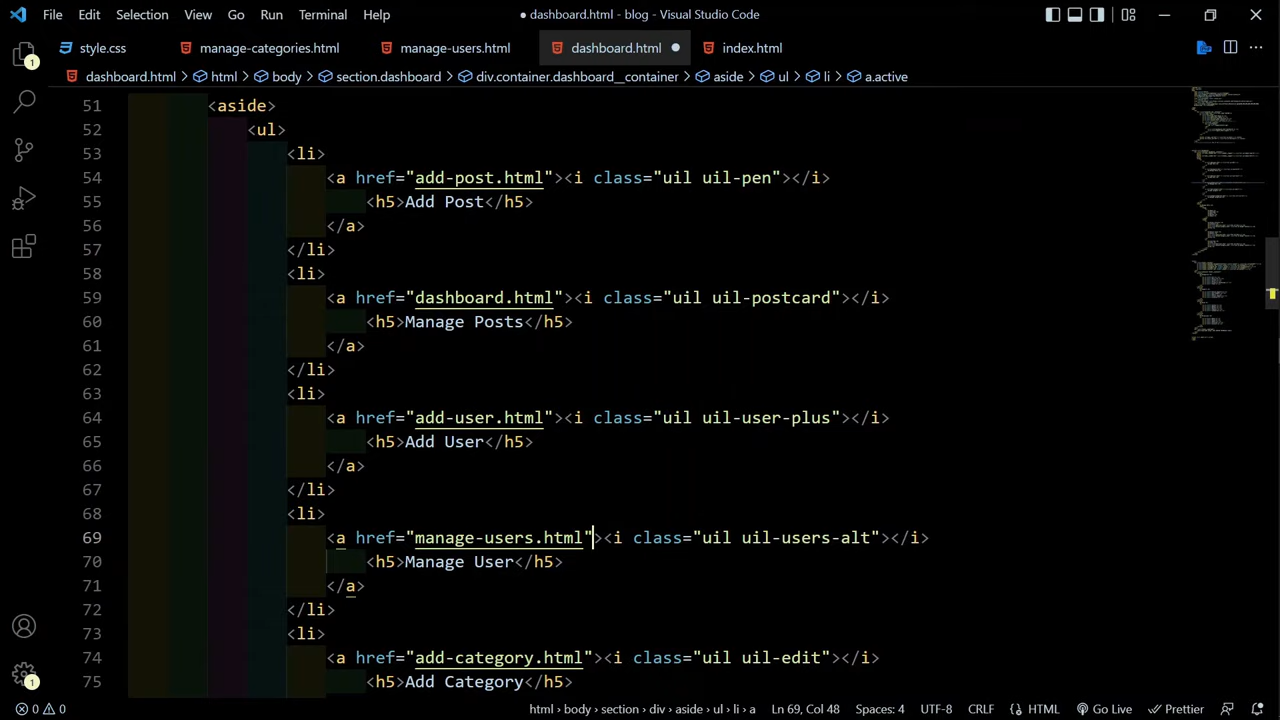 File Edit Selection View Go Run Terminal Help ● dashboard.html - blog - Visual Studio Code
style.css manage-categories.html manage-users.html dashboard.html ● index.html ···
dashboard.html > html > body > section.dashboard > div.container.dashboard__container > aside > ul > li > a.active
51 <aside>
52 <ul>
53 <li>
54 <a href="add-post.html"><i class="uil uil-pen"></i>
55 <h5>Add Post</h5>
56 </a>
57 </li>
58 <li>
59 <a href="dashboard.html"><i class="uil uil-postcard"></i>
60 <h5>Manage Posts</h5>
61 </a>
62 </li>
63 <li>
64 <a href="add-user.html"><i class="uil uil-user-plus"></i>
65 <h5>Add User</h5>
66 </a>
67 </li>
68 <li>
69 <a href="manage-users.html"><i class="uil uil-users-alt"></i>
70 <h5>Manage User</h5>
71 </a>
72 </li>
73 <li>
74 <a href="add-category.html"><i class="uil uil-edit"></i>
75 <h5>Add Category</h5>
1
1
0 0 html > body > section > div > aside > ul > li > a Ln 69, Col 48 Spaces: 4 UTF-8 CRLF {} HTML Go Live Prettier